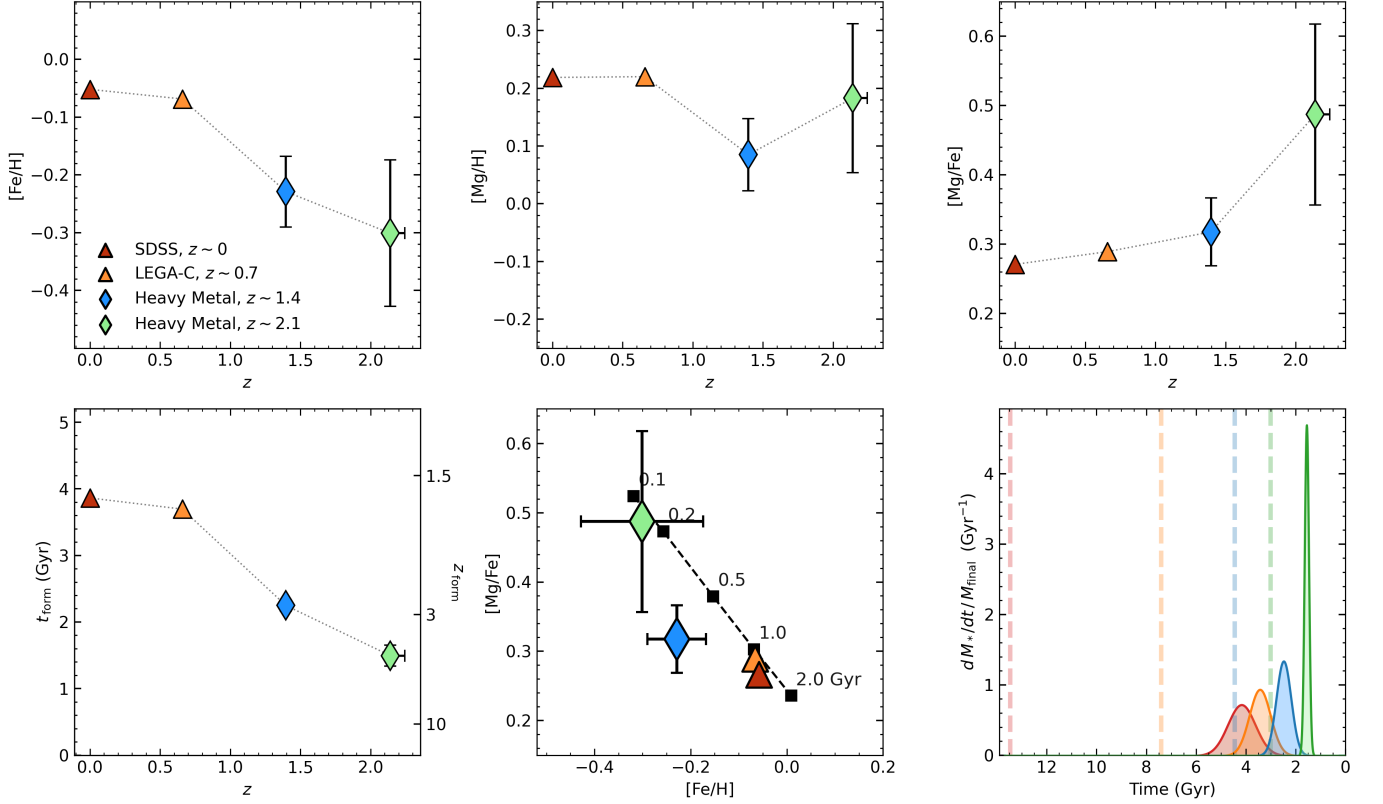 0.0
−0.1
−0.2
−0.3
−0.4
[Fe/H]
SDSS, z ~ 0
LEGA-C, z ~ 0.7
Heavy Metal, z ~ 1.4
Heavy Metal, z ~ 2.1
0.0 0.5 1.0 1.5 2.0
z
0.3
0.2
0.1
0.0
−0.1
−0.2
[Mg/H]
0.0 0.5 1.0 1.5 2.0
z
0.6
0.5
0.4
0.3
0.2
[Mg/Fe]
0.0 0.5 1.0 1.5 2.0
z
5
4
3
2
1
0
t_form (Gyr)
1.5
3
10
z_form
0.0 0.5 1.0 1.5 2.0
z
0.6
0.5
0.4
0.3
0.2
[Mg/Fe]
0.1
0.2
0.5
1.0
2.0 Gyr
−0.4 −0.2 0.0 0.2
[Fe/H]
4
3
2
1
0
dM_*/dt / M_final (Gyr⁻¹)
12 10 8 6 4 2 0
Time (Gyr)